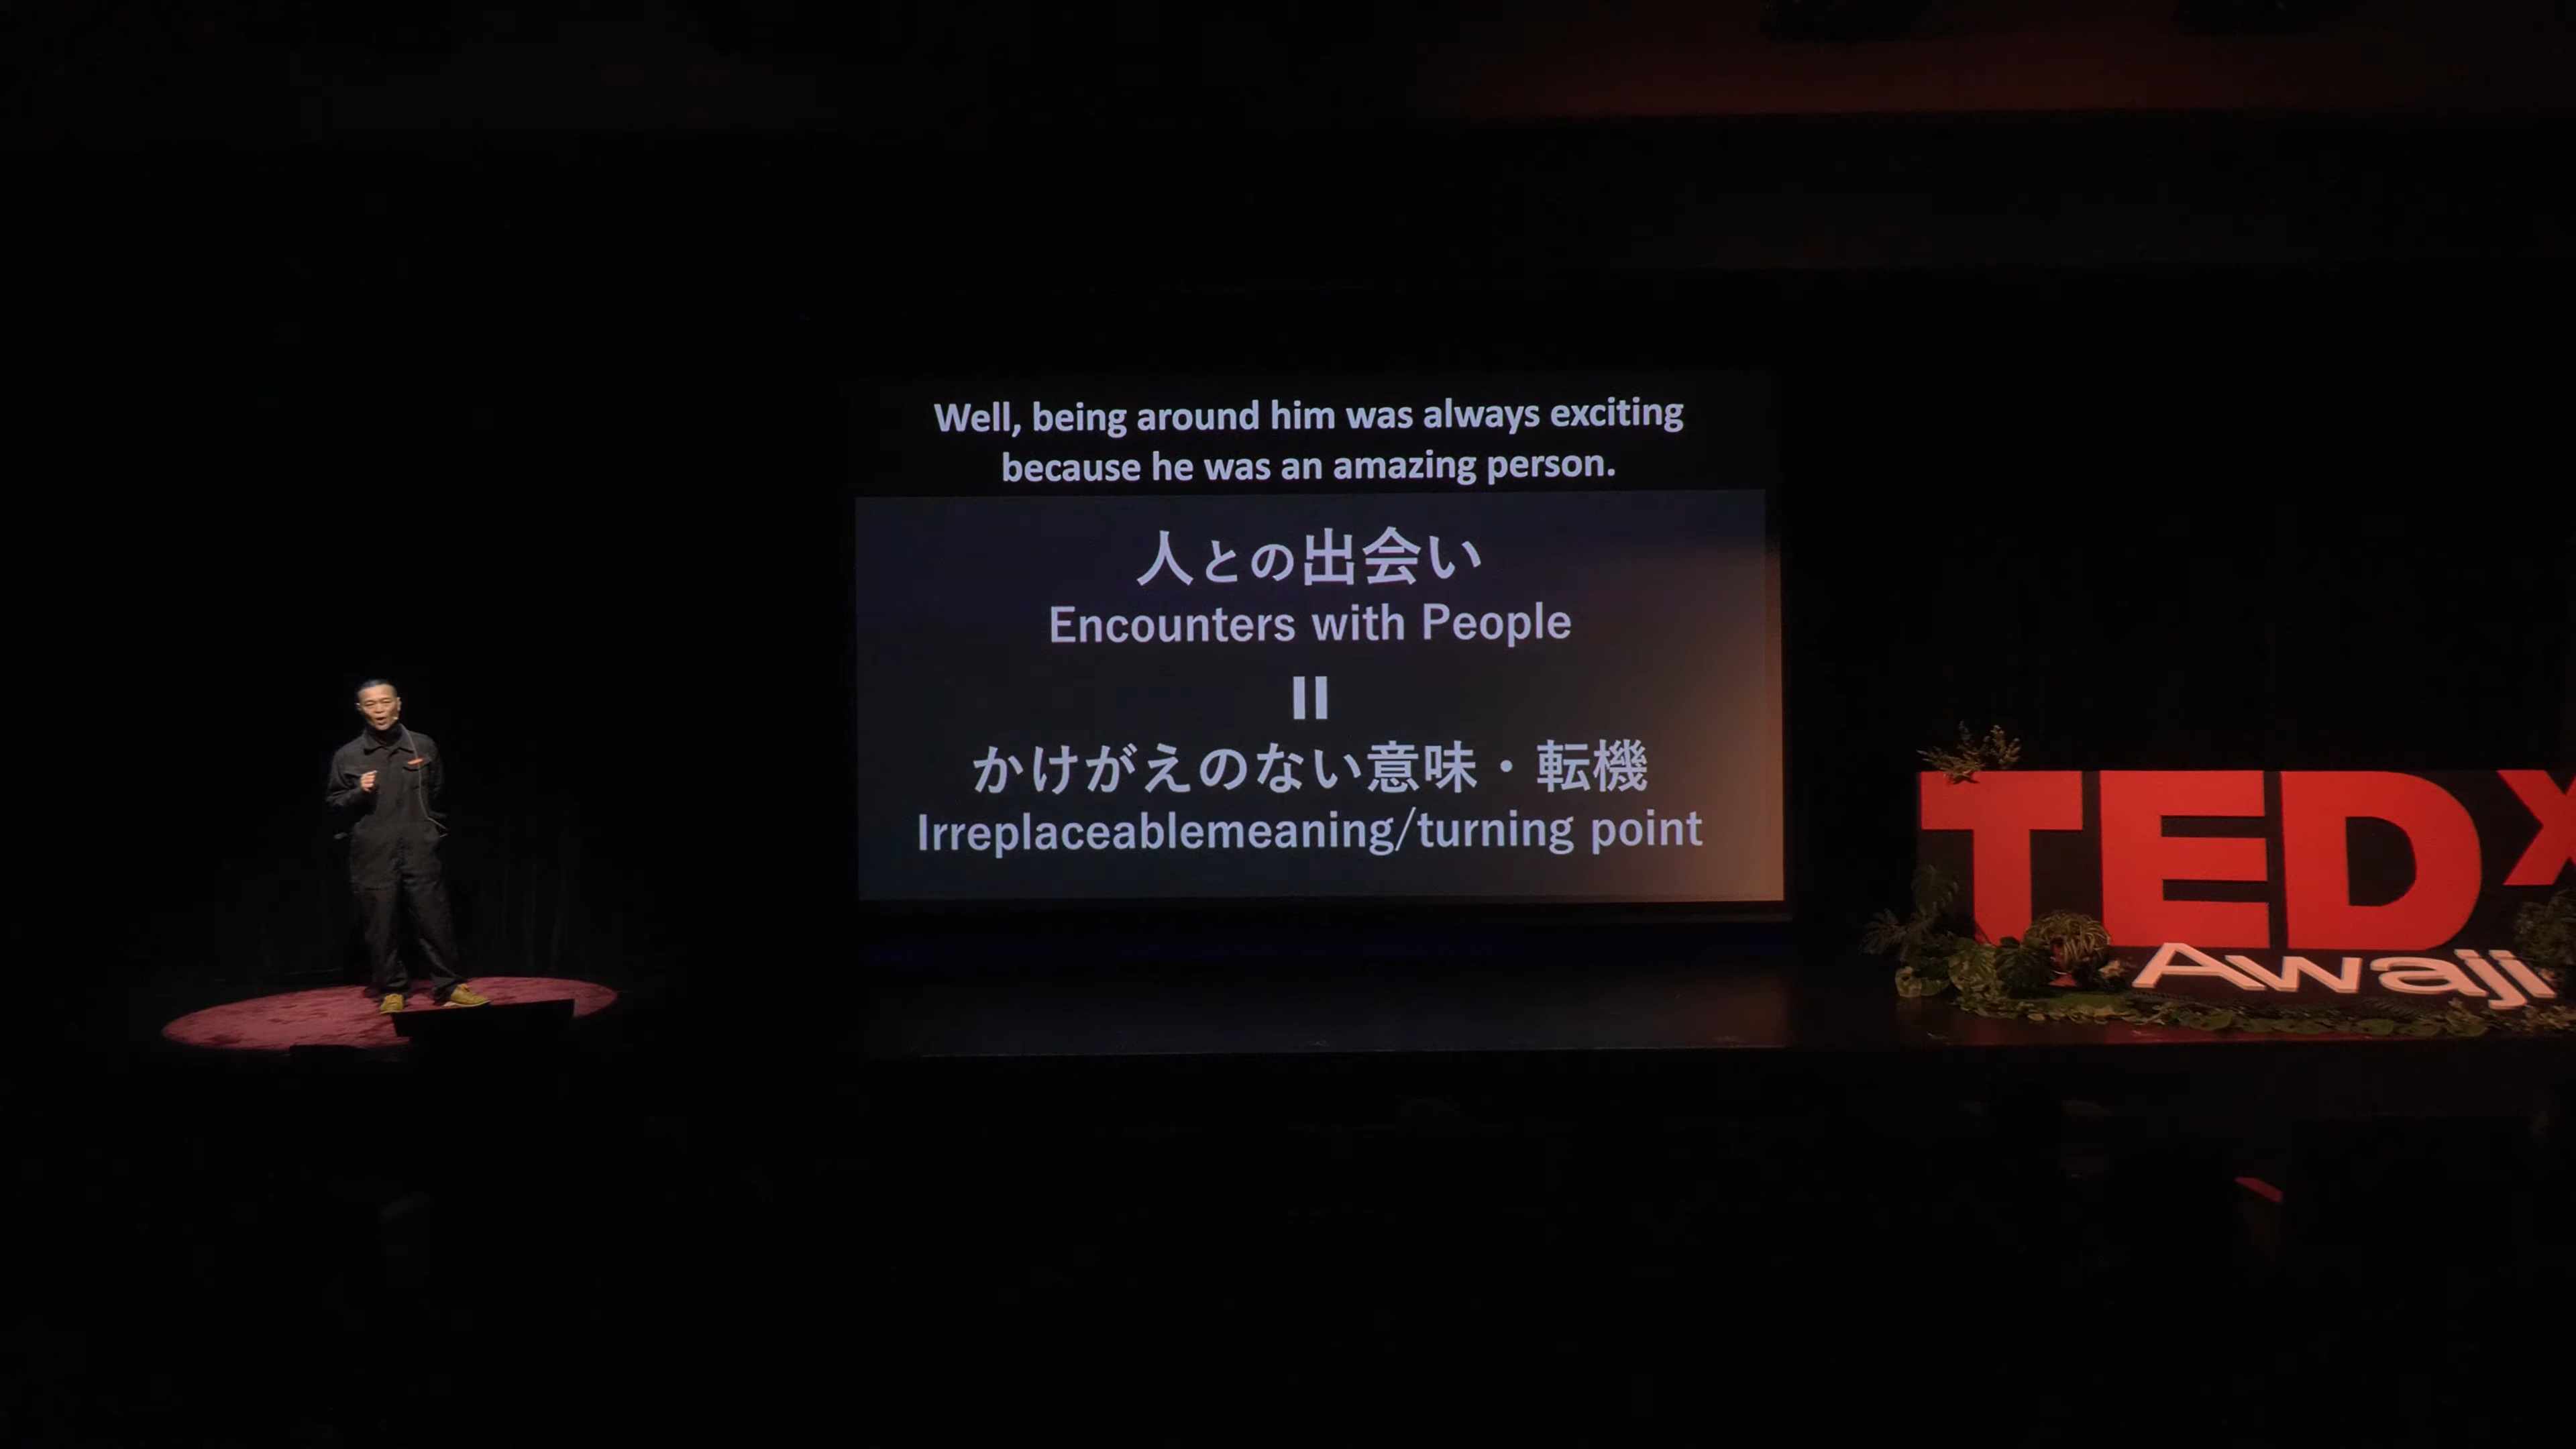 Well, being around him was always exciting
because he was an amazing person.
人との出会い
Encounters with People
=
かけがえのない意味・転機
Irreplaceablemeaning/turning point
TEDx
Awaji